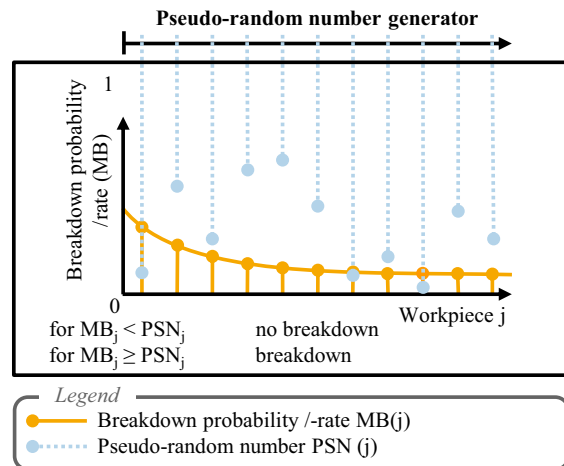 Pseudo-random number generator
Breakdown probability
/rate (MB)
1
0
Workpiece j
for MBj < PSNj no breakdown
for MBj ≥ PSNj breakdown
Legend
Breakdown probability /-rate MB(j)
Pseudo-random number PSN (j)